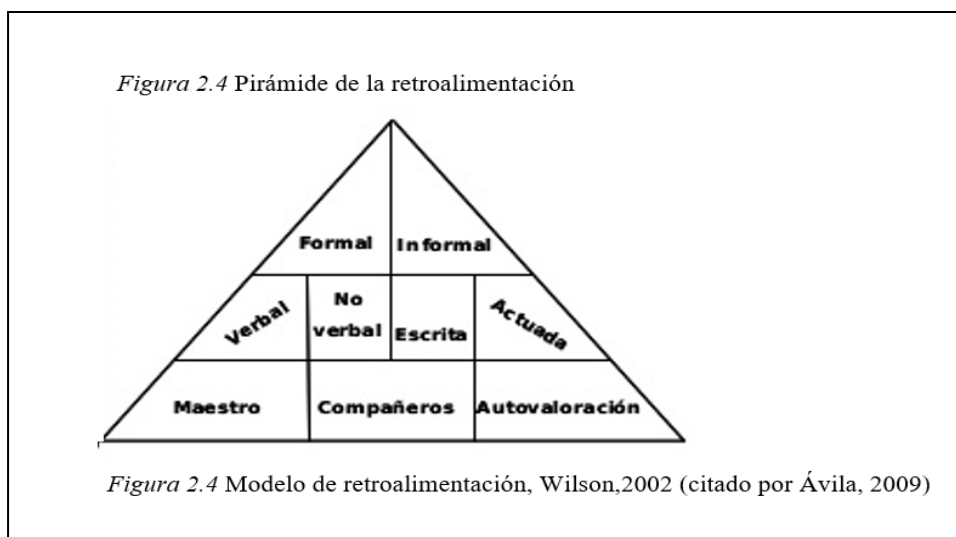 Figura 2.4 Pirámide de la retroalimentación
Formal Informal
Verbal No verbal Escrita Actuada
Maestro Compañeros Autovaloración
Figura 2.4 Modelo de retroalimentación, Wilson,2002 (citado por Ávila, 2009)